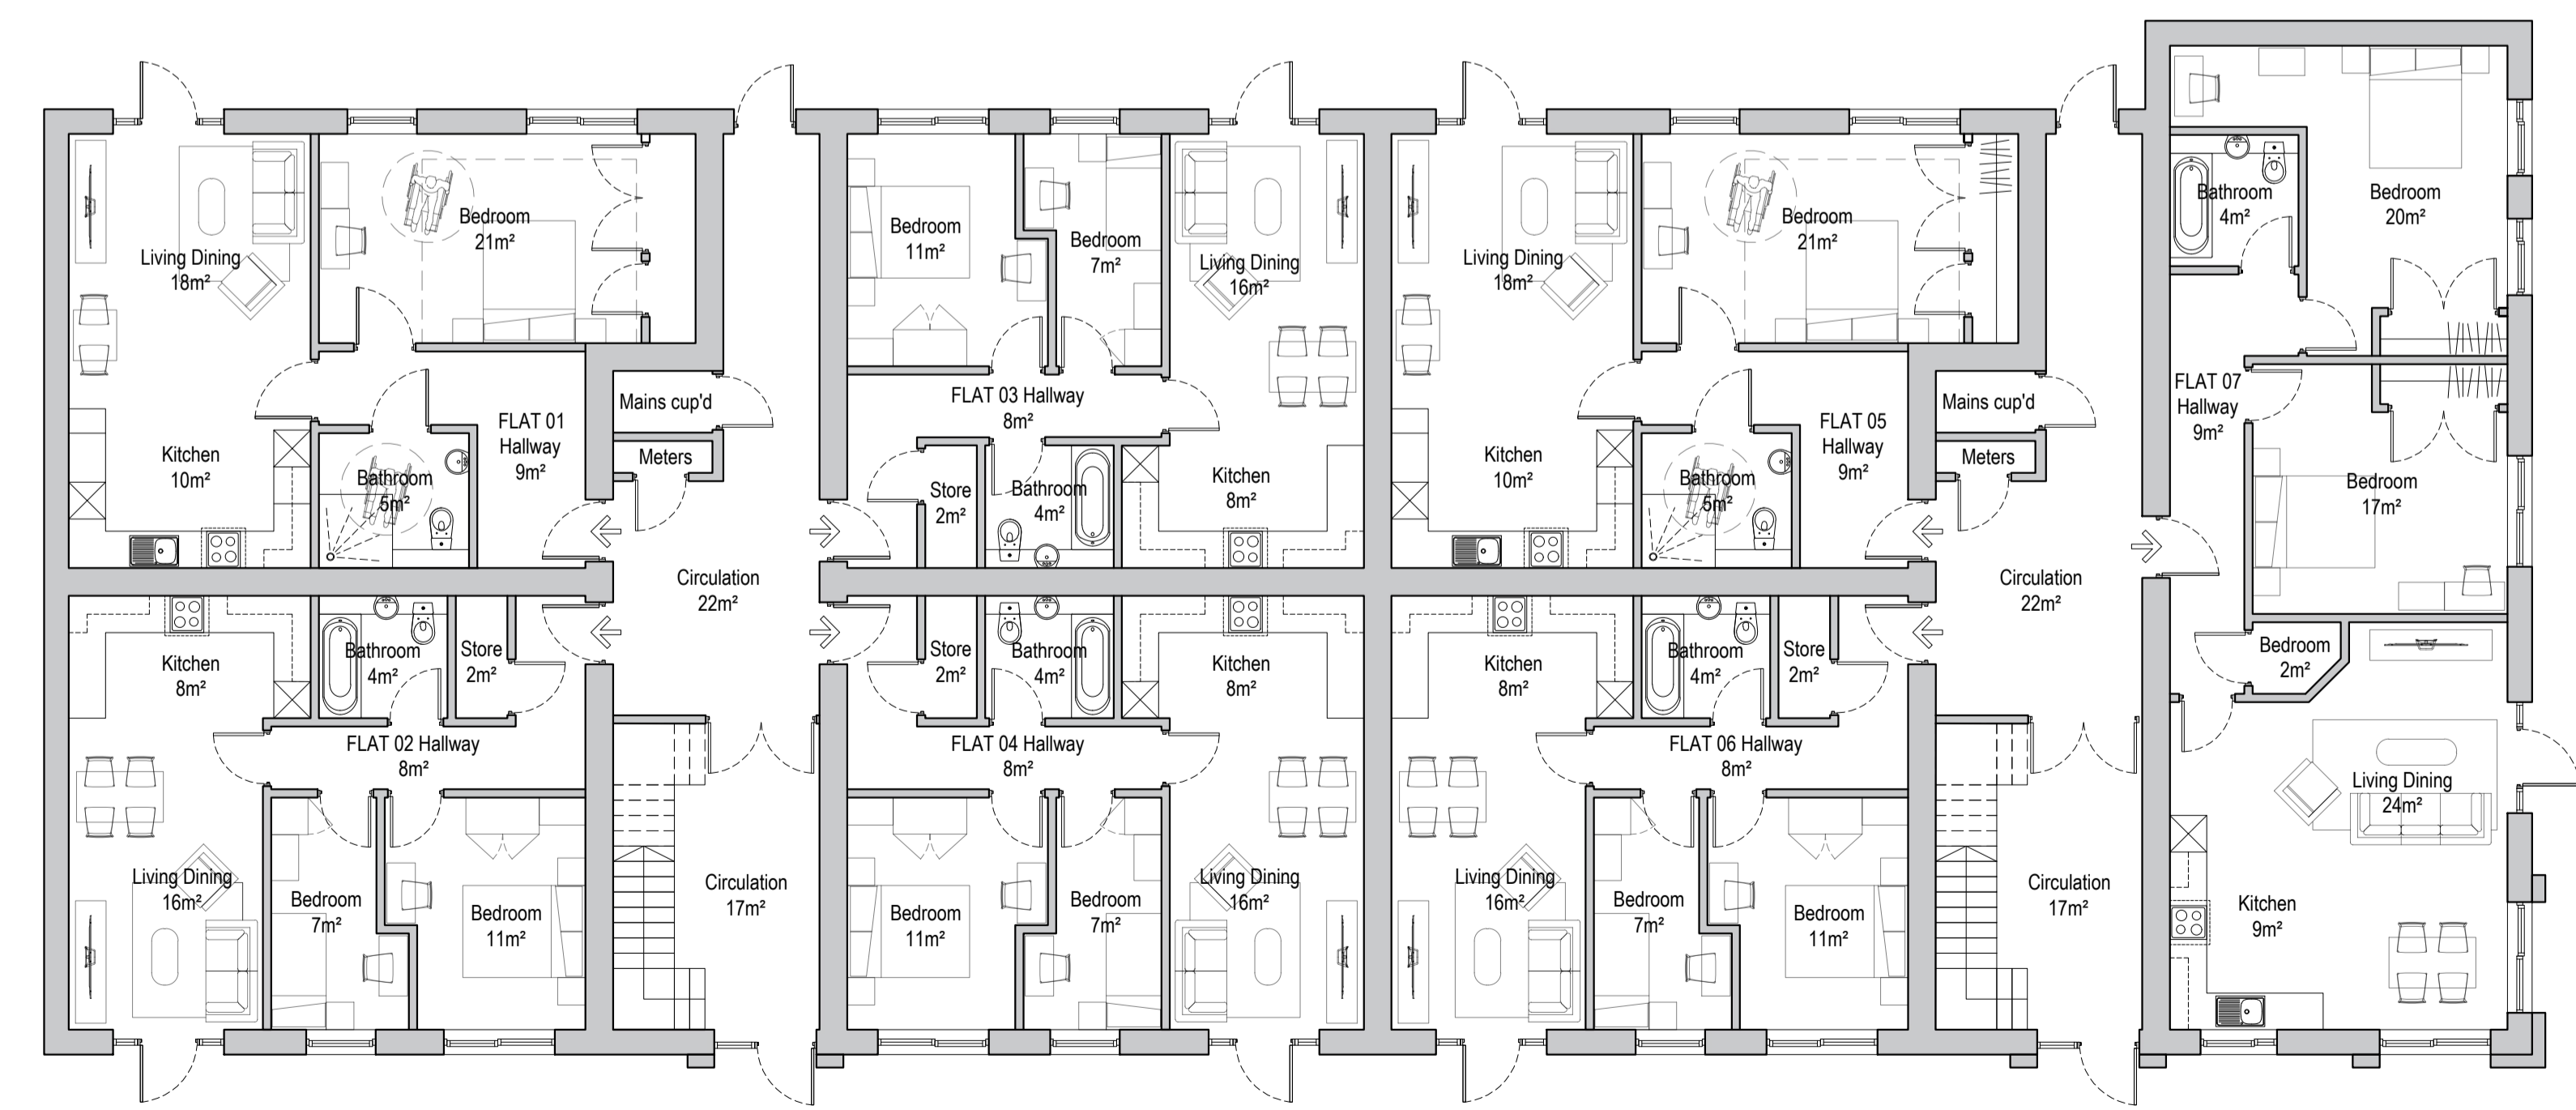 Living Dining
18m²
Bedroom
21m²
Kitchen
10m²
Bathroom
5m²
FLAT 01
Hallway
9m²
Mains cup'd
Meters
Kitchen
8m²
Bathroom
4m²
Store
2m²
FLAT 02 Hallway
8m²
Living Dining
16m²
Bedroom
7m²
Bedroom
11m²
Circulation
22m²
Circulation
17m²
Bedroom
11m²
Bedroom
7m²
Living Dining
16m²
FLAT 03 Hallway
8m²
Store
2m²
Bathroom
4m²
Kitchen
8m²
Store
2m²
Bathroom
4m²
Kitchen
8m²
FLAT 04 Hallway
8m²
Bedroom
11m²
Bedroom
7m²
Living Dining
16m²
Living Dining
18m²
Bedroom
21m²
Kitchen
10m²
Bathroom
5m²
FLAT 05
Hallway
9m²
Mains cup'd
Meters
Kitchen
8m²
Bathroom
4m²
Store
2m²
FLAT 06 Hallway
8m²
Living Dining
16m²
Bedroom
7m²
Bedroom
11m²
Circulation
22m²
Circulation
17m²
Bathroom
4m²
Bedroom
20m²
FLAT 07
Hallway
9m²
Bedroom
17m²
Bedroom
2m²
Living Dining
24m²
Kitchen
9m²